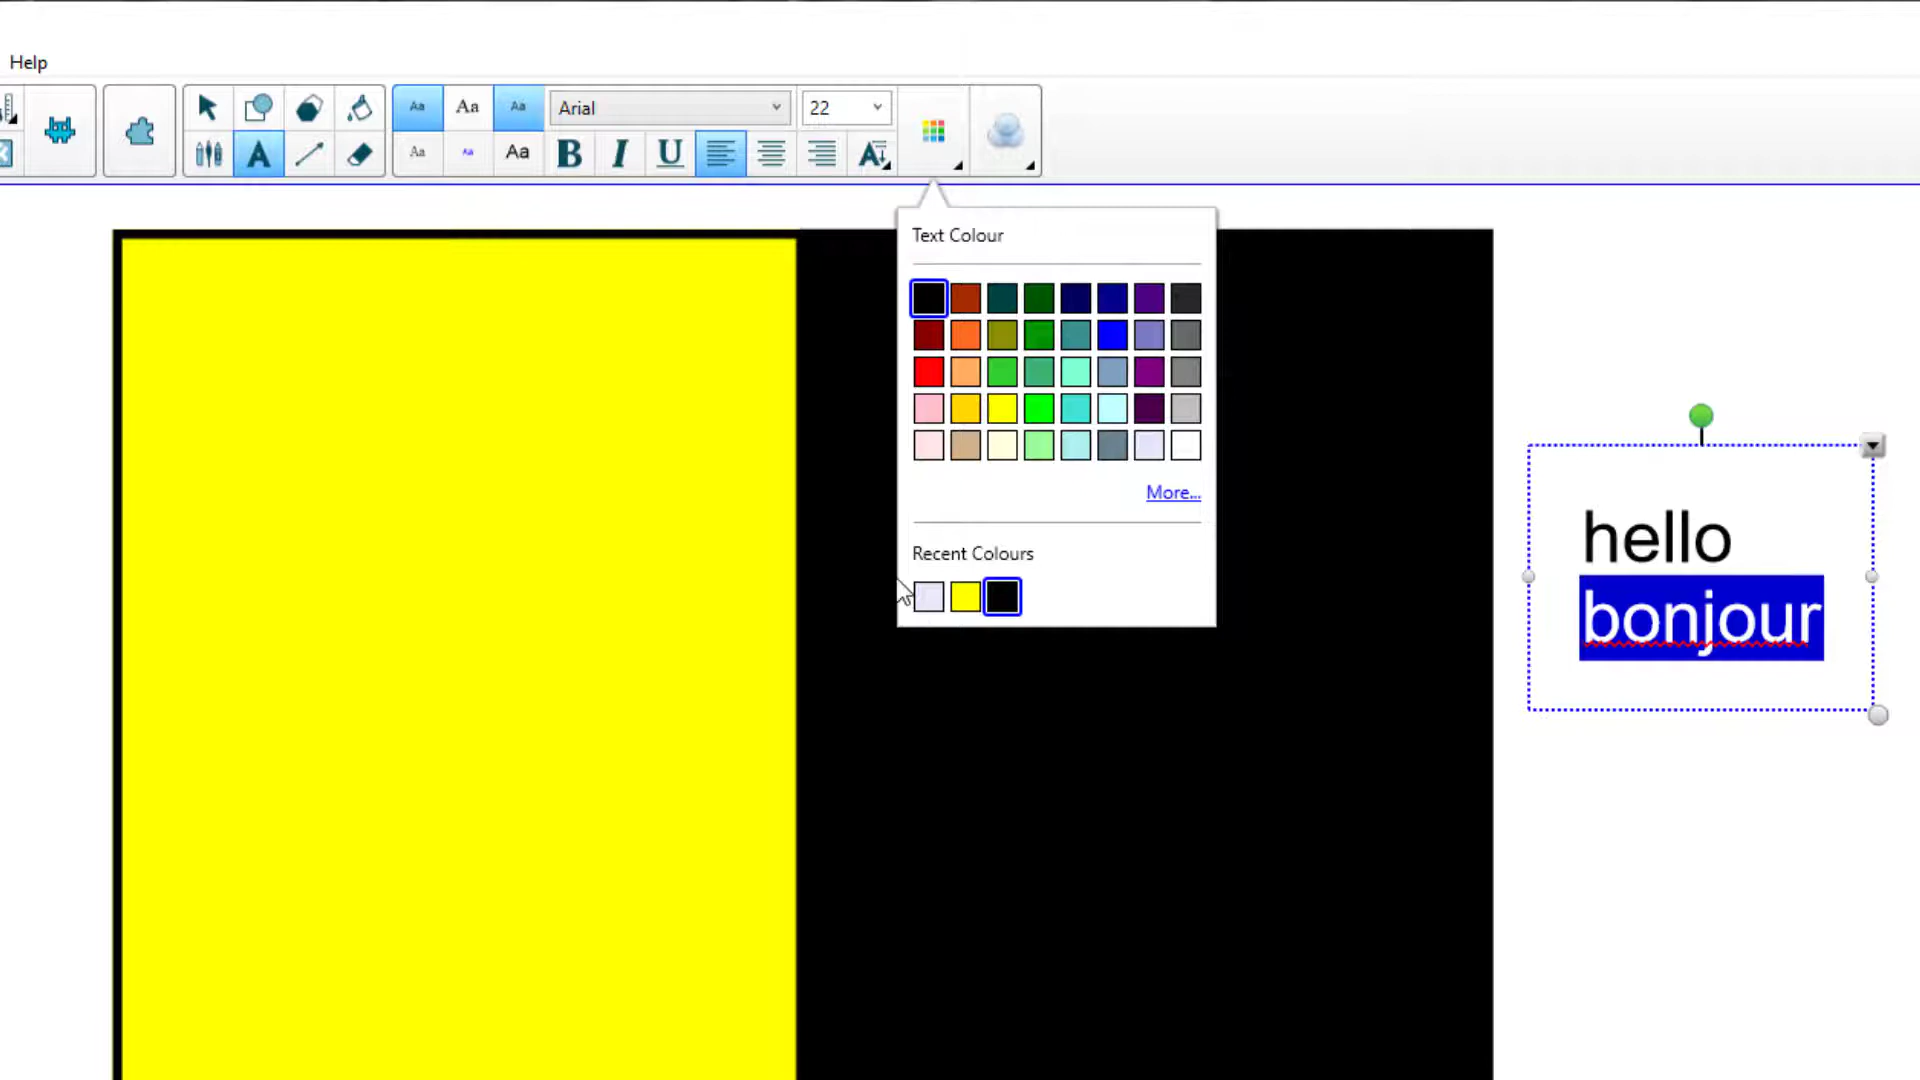 Help
Aa Aa Aa Arial 22
Aa Aa Aa B I U A
Text Colour
More...
Recent Colours
hello
bonjour